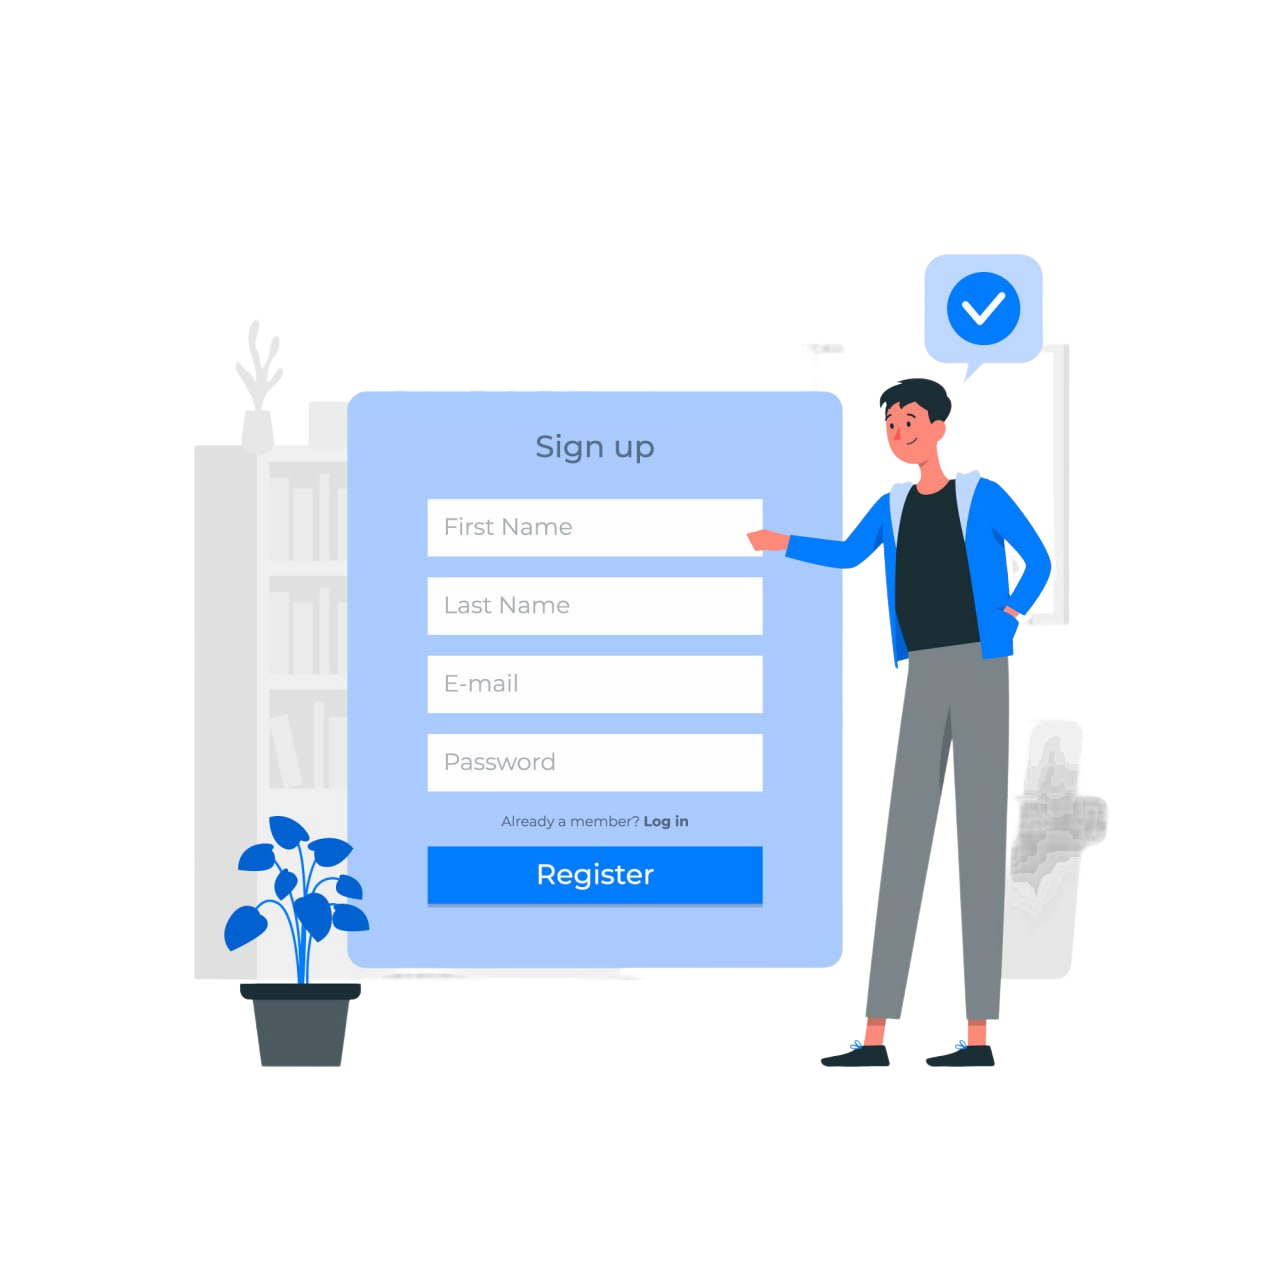 Sign up
First Name
Last Name
E-mail
Password
Already a member? Log in
Register